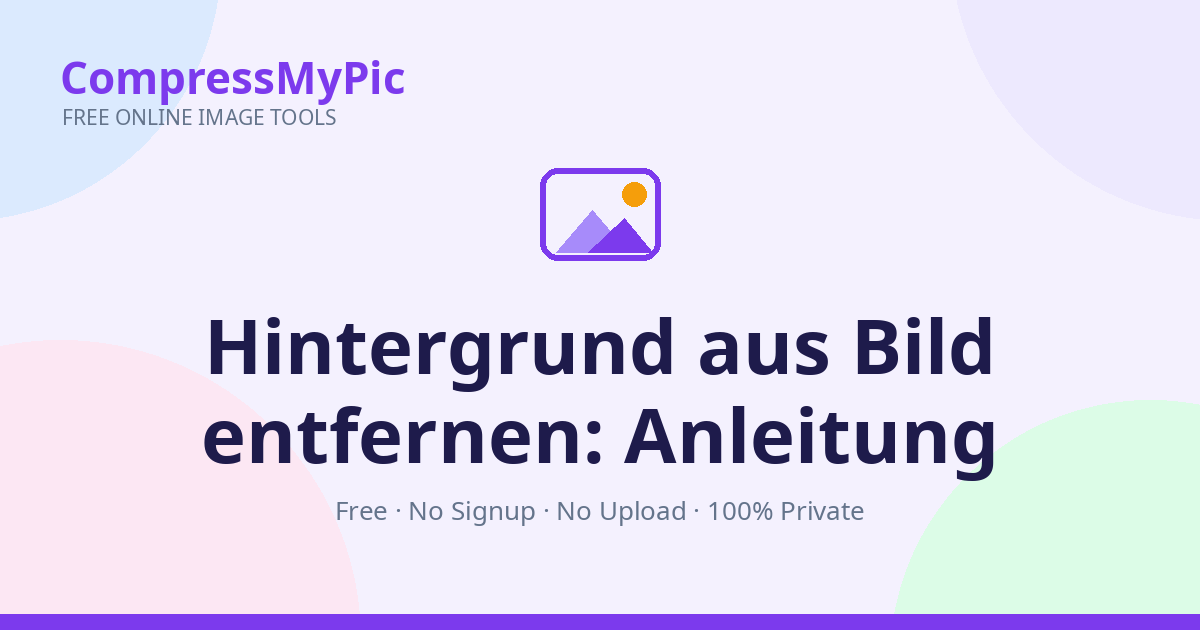 CompressMyPic
FREE ONLINE IMAGE TOOLS
Hintergrund aus Bild
entfernen: Anleitung
Free · No Signup · No Upload · 100% Private